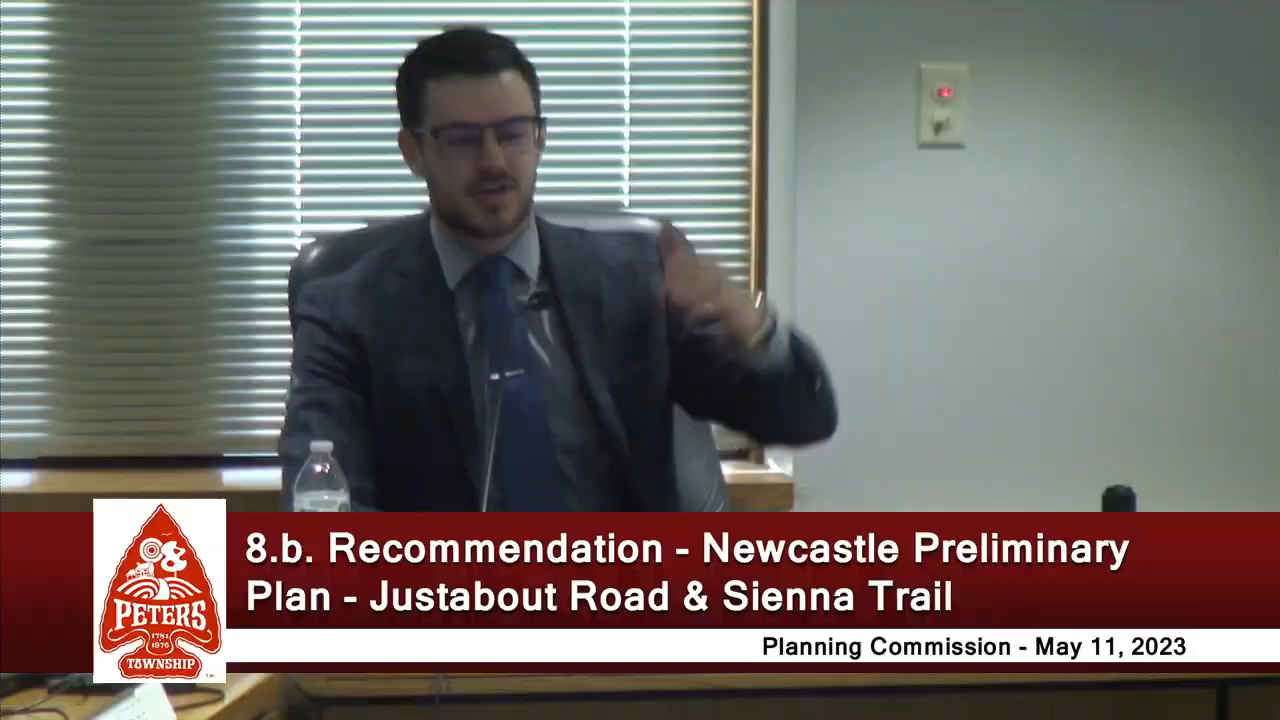 8.b. Recommendation - Newcastle Preliminary
Plan - Justabout Road & Sienna Trail
Planning Commission - May 11, 2023
PETERS
1781
1976
TOWNSHIP